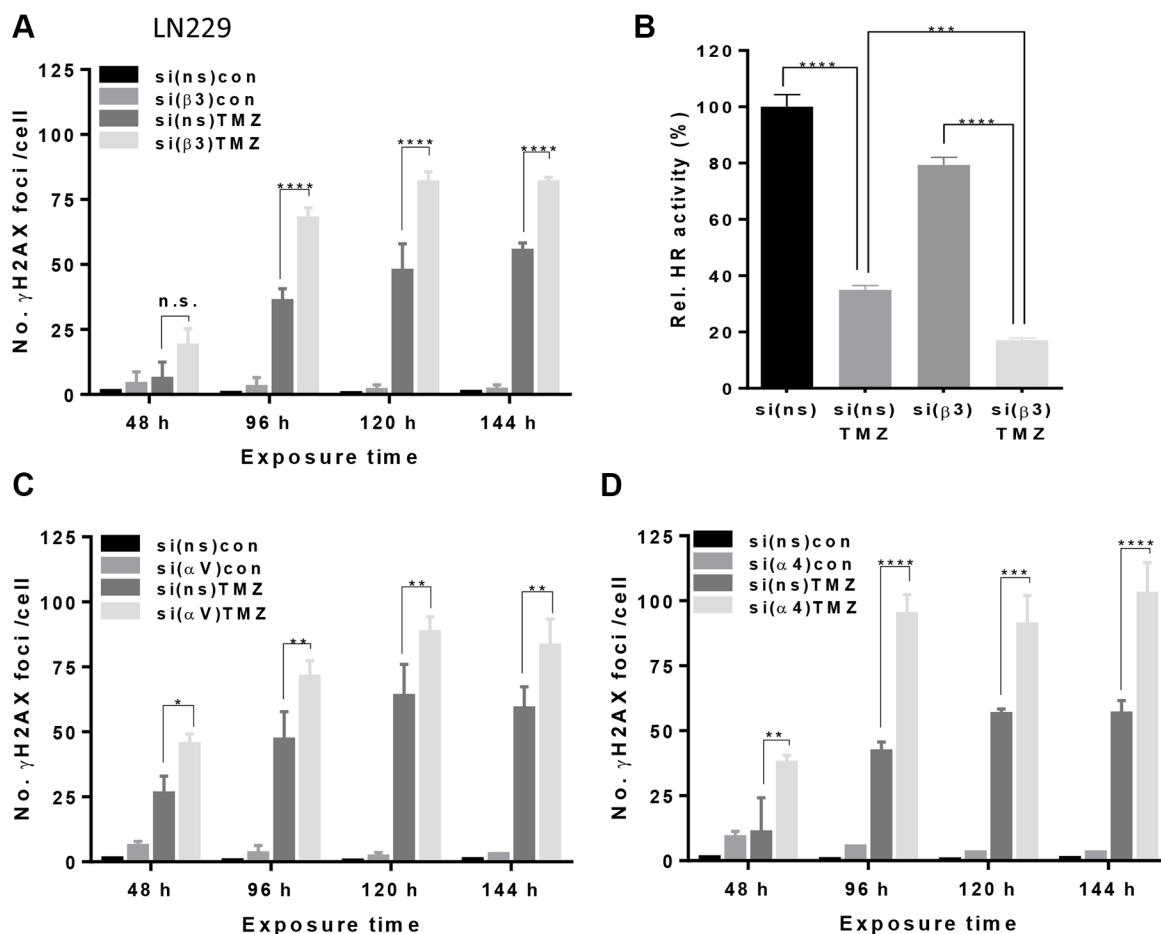 A
LN229
No. γH2AX foci/cell
125
100
75
50
25
0
si(ns)con
si(β3)con
si(ns)TMZ
si(β3)TMZ
n.s.
****
****
****
48 h
96 h
120 h
144 h
Exposure time
B
Rel. HR activity (%)
120
100
80
60
40
20
0
****
***
****
si(ns)
si(ns)
TMZ
si(β3)
si(β3)
TMZ
C
No. γH2AX foci/cell
125
100
75
50
25
0
si(ns)con
si(αV)con
si(ns)TMZ
si(αV)TMZ
*
**
**
**
48 h
96 h
120 h
144 h
Exposure time
D
No. γH2AX foci/cell
125
100
75
50
25
0
si(ns)con
si(α4)con
si(ns)TMZ
si(α4)TMZ
**
****
***
****
48 h
96 h
120 h
144 h
Exposure time